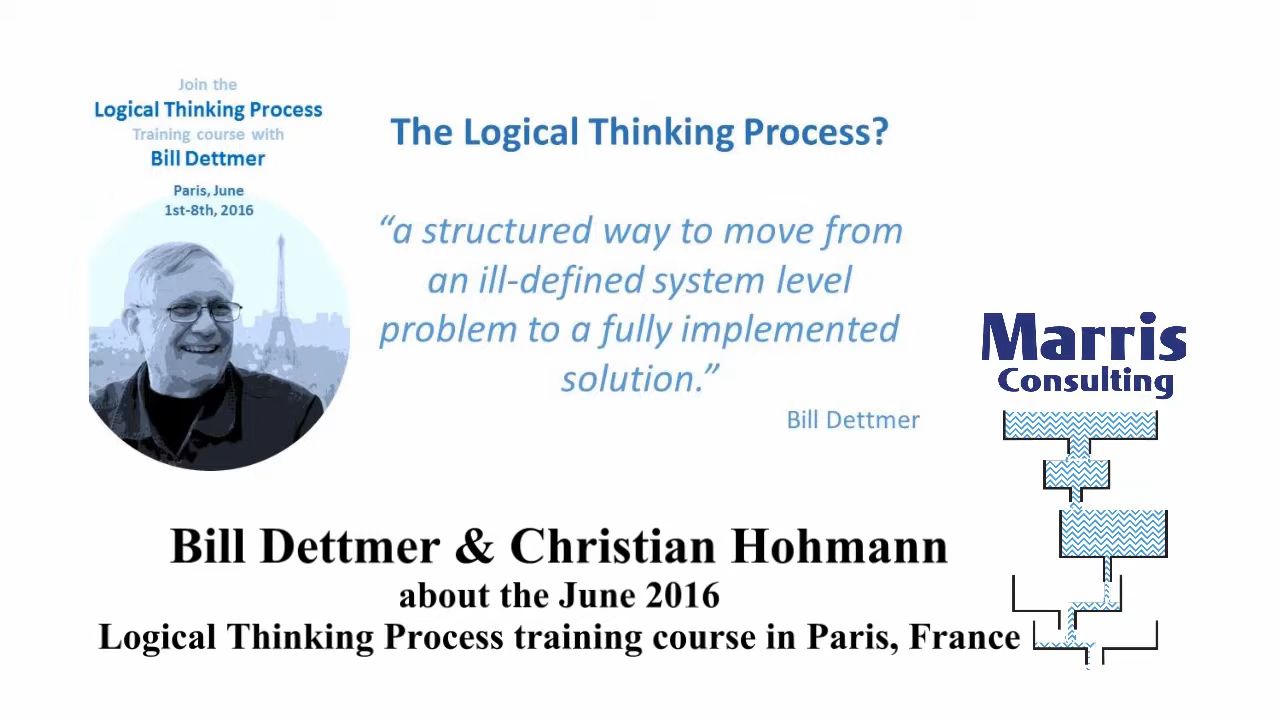 Join the
Logical Thinking Process
Training course with
Bill Dettmer
Paris, June
1st-8th, 2016
The Logical Thinking Process?
“a structured way to move from
an ill-defined system level
problem to a fully implemented
solution.”
Bill Dettmer
Marris
Consulting
Bill Dettmer & Christian Hohmann
about the June 2016
Logical Thinking Process training course in Paris, France